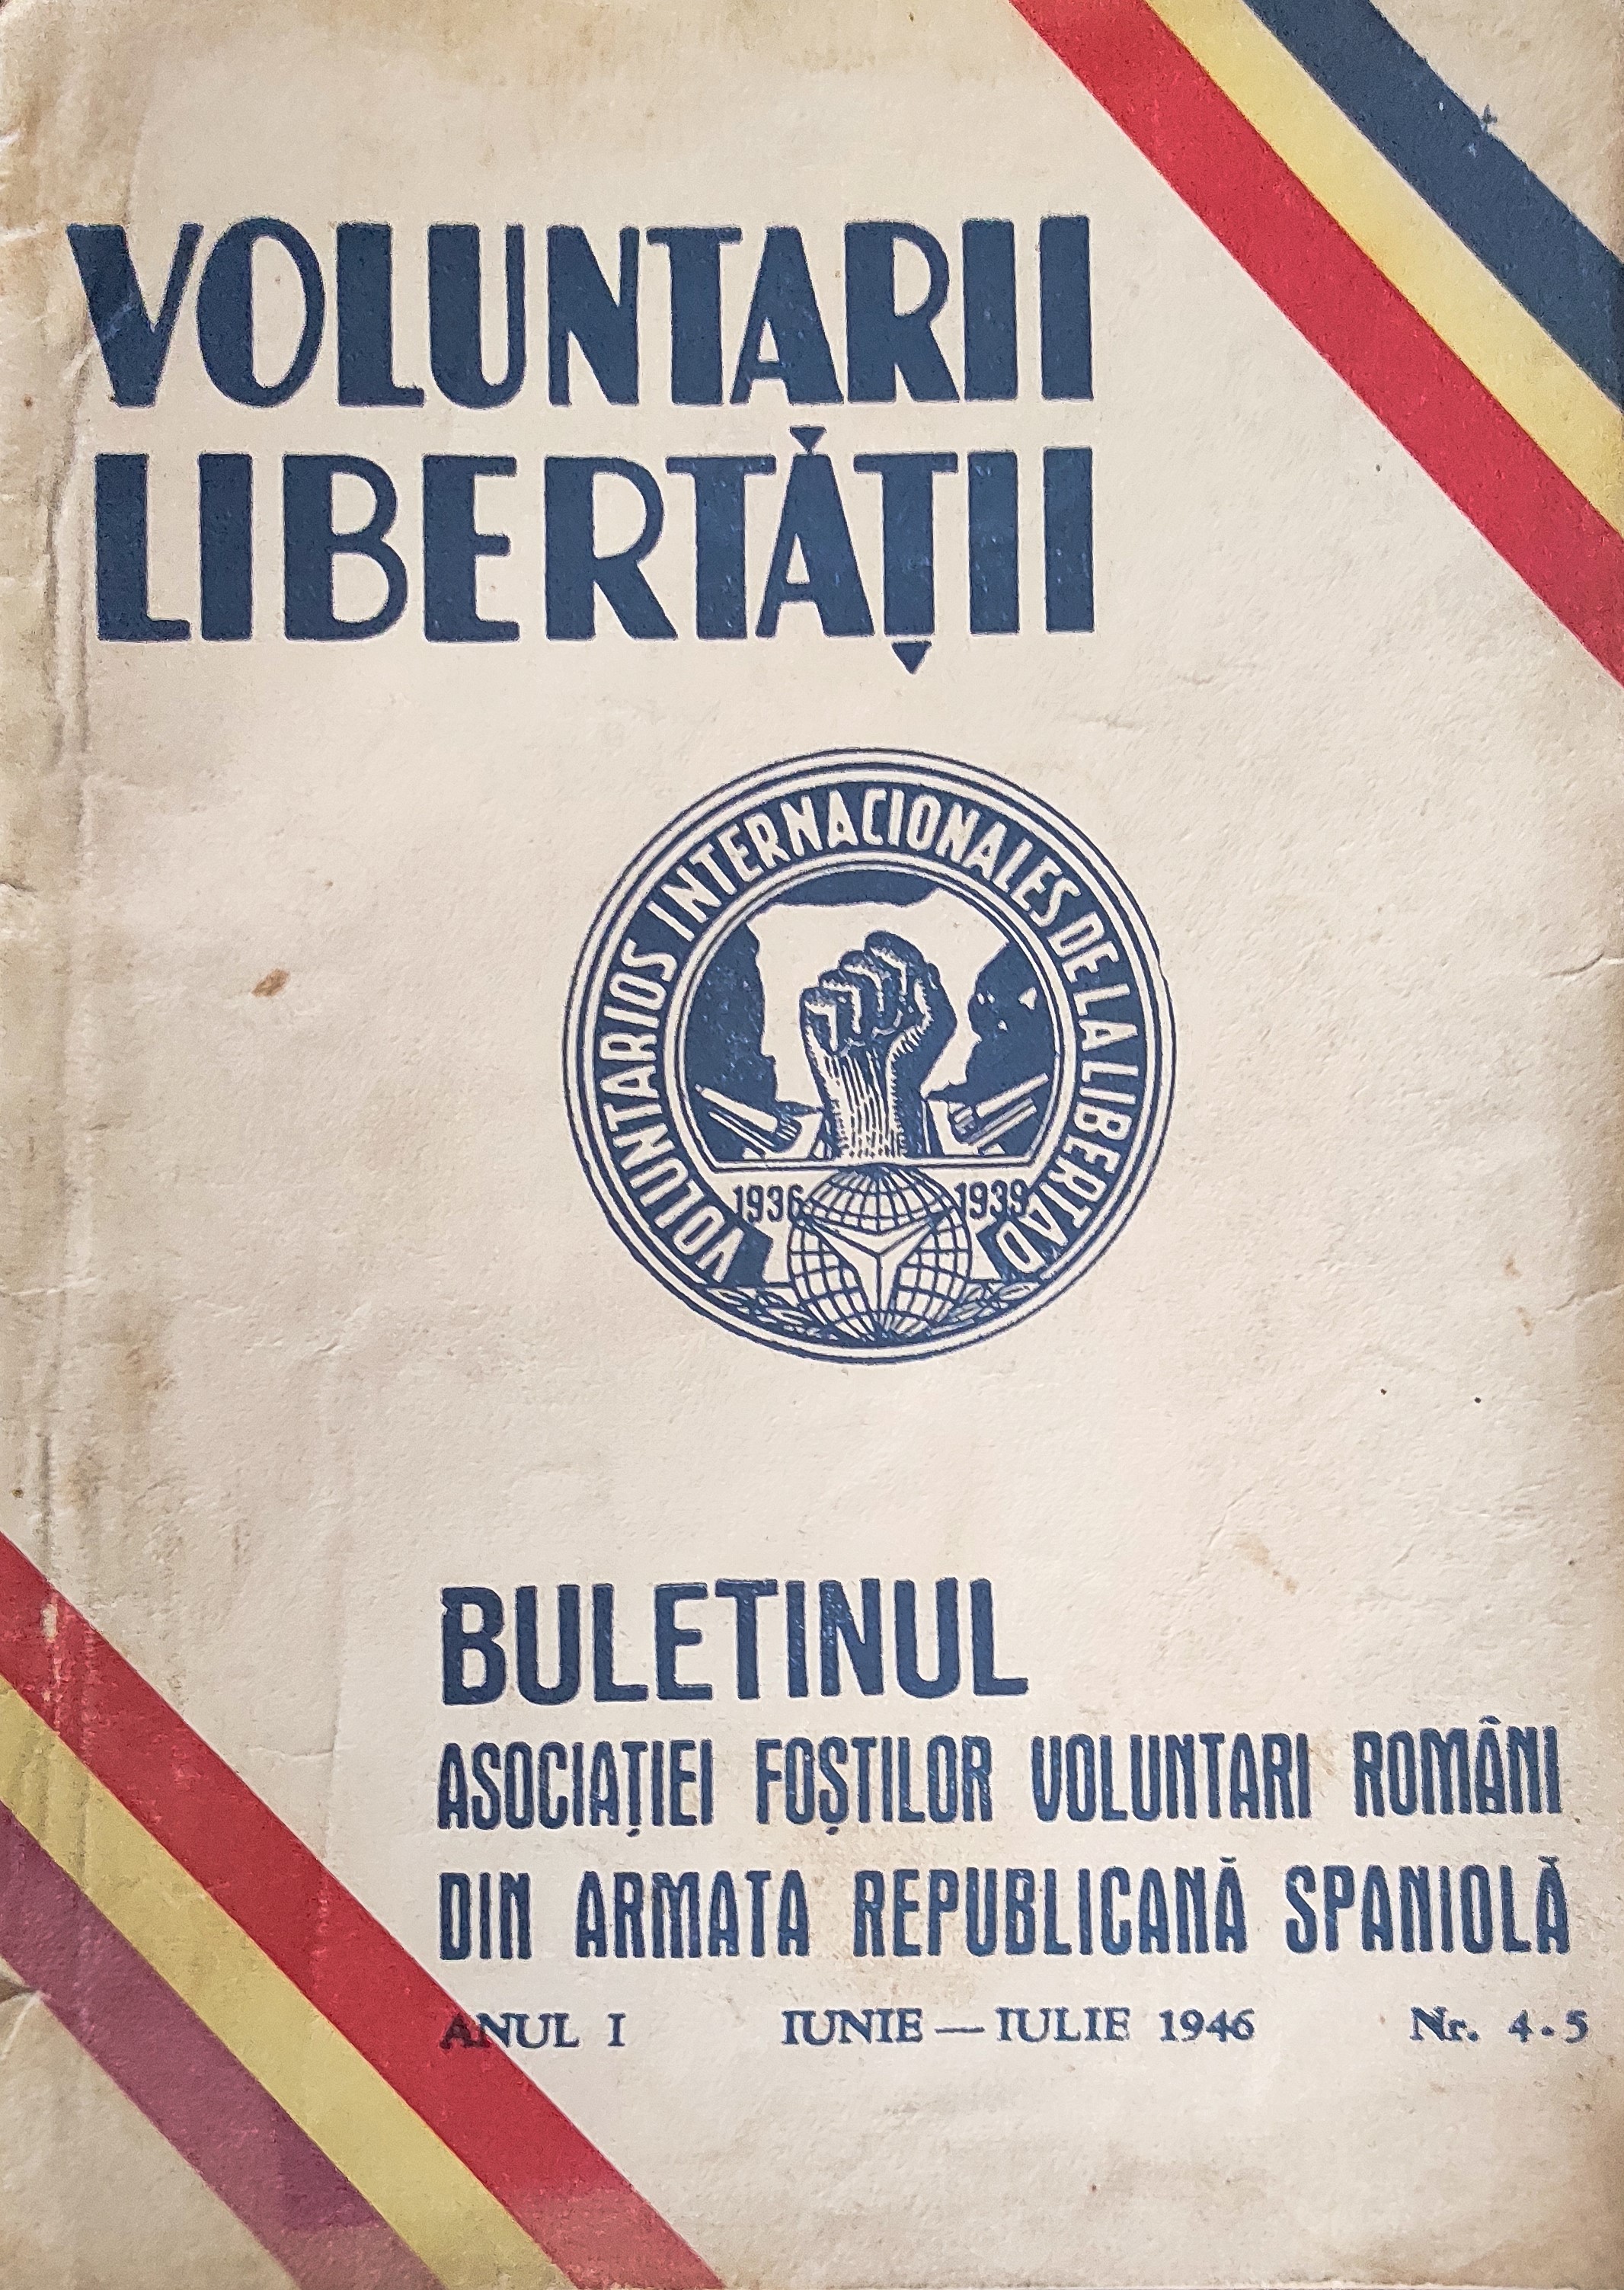 VOLUNTARII
LIBERTĂȚII
VOLUNTARIOS INTERNACIONALES DE LA LIBERTAD
1936 1939
BULETINUL
ASOCIAȚIEI FOȘTILOR VOLUNTARI ROMÂNI
DIN ARMATA REPUBLICANĂ SPANIOLĂ
ANUL I IUNIE — IULIE 1946 Nr. 4-5